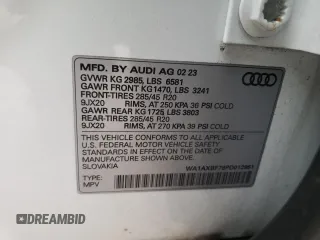 MFD. BY AUDI AG 02 23
GVWR KG 2985, LBS 6581
GAWR FRONT KG1470, LBS 3241
FRONT-TIRES 285/45 R20
9JX20 RIMS, AT 250 KPA 36 PSI COLD
GAWR REAR KG 1725, LBS 3803
REAR-TIRES 285/45 R20
9JX20 RIMS, AT 270 KPA 39 PSI COLD
THIS VEHICLE CONFORMS TO ALL APPLICABLE
U.S. FEDERAL MOTOR VEHICLE SAFETY STANDARDS
IN EFFECT ON THE DATE OF MANUFACTURE
SHOWN ABOVE.
SLOVAKIA
TYPE:
MPV
AUTOBIDMASTER